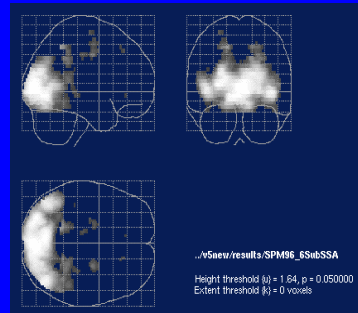 ../v5new/results/SPM96_6SubSSA
Height threshold {u} = 1.64, p = 0.050000
Extent threshold {k} = 0 voxels